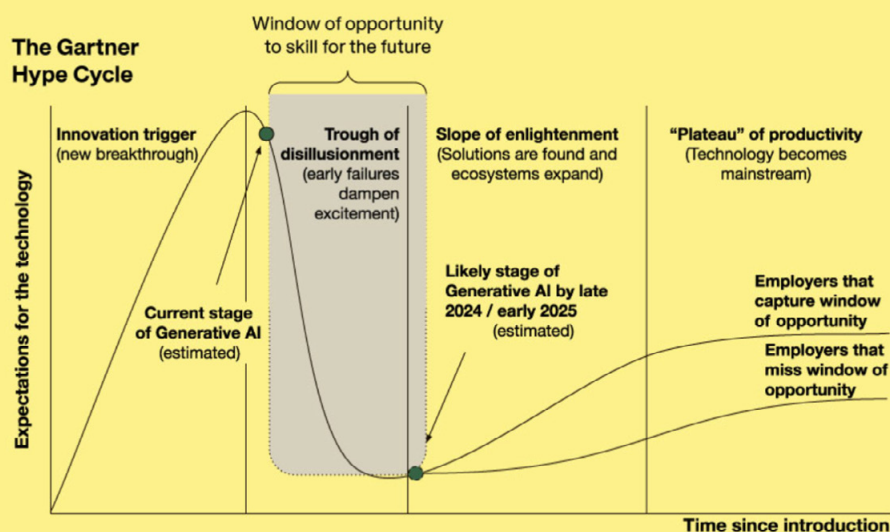 Window of opportunity
to skill for the future
The Gartner
Hype Cycle
Innovation trigger
(new breakthrough)
Trough of
disillusionment
(early failures
dampen
excitement)
Slope of enlightenment
(Solutions are found and
ecosystems expand)
“Plateau” of productivity
(Technology becomes
mainstream)
Expectations for the technology
Current stage
of Generative AI
(estimated)
Likely stage of
Generative AI by late
2024 / early 2025
(estimated)
Employers that
capture window
of opportunity
Employers that
miss window of
opportunity
Time since introduction